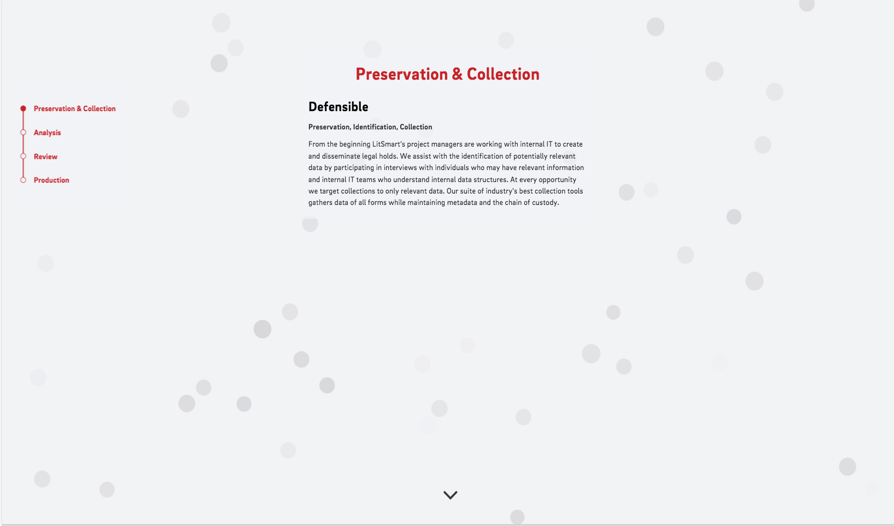 Preservation & Collection
Analysis
Review
Production
Preservation & Collection
Defensible
Preservation, Identification, Collection
From the beginning LitSmart's project managers are working with internal IT to create
and disseminate legal holds. We assist with the identification of potentially relevant
data by participating in interviews with individuals who may have relevant information
and internal IT teams who understand internal data structures. At every opportunity
we target collections to only relevant data. Our suite of industry's best collection tools
gathers data of all forms while maintaining metadata and the chain of custody.